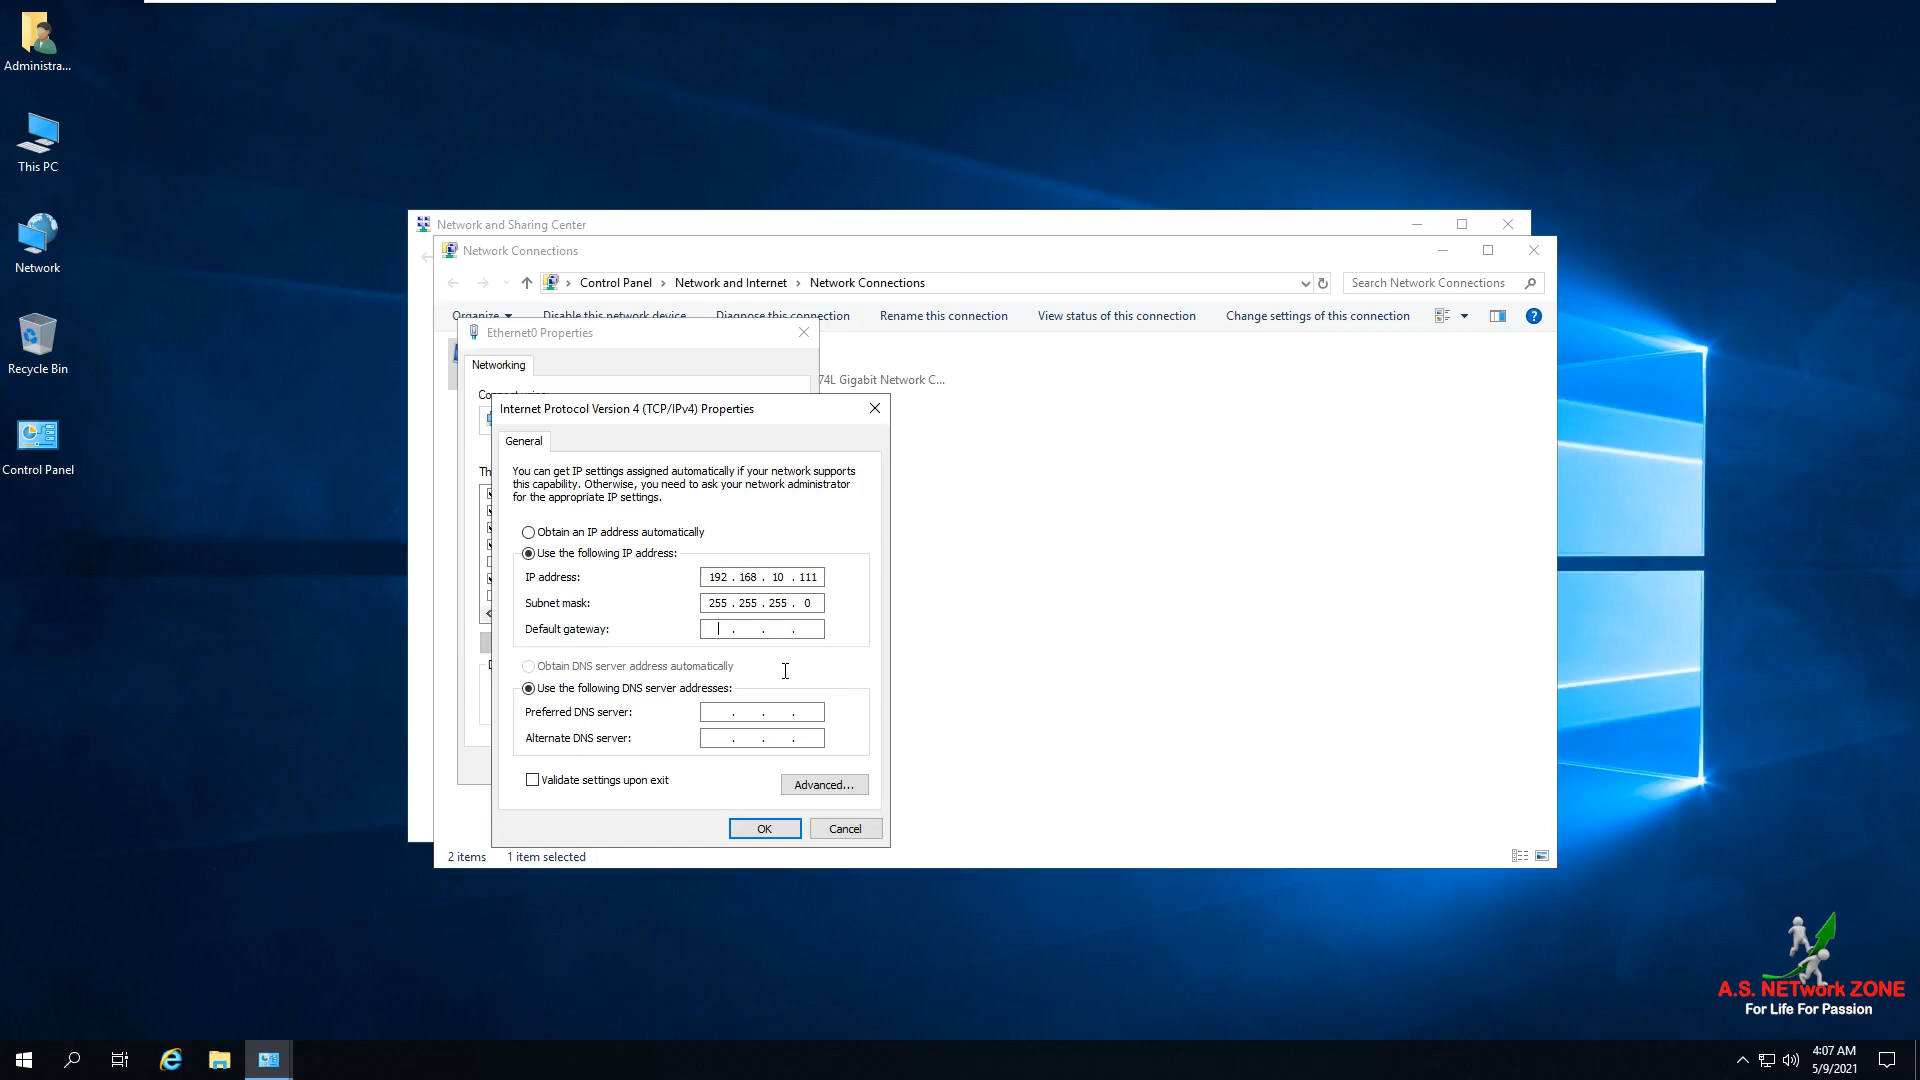 Administra...
This PC
Network
Recycle Bin
Control Panel
Network and Sharing Center
Network Connections
Control Panel > Network and Internet > Network Connections
Search Network Connections
Organize
Disable this network device
Diagnose this connection
Rename this connection
View status of this connection
Change settings of this connection
Ethernet0 Properties
Networking
74L Gigabit Network C...
Internet Protocol Version 4 (TCP/IPv4) Properties
General
You can get IP settings assigned automatically if your network supports
this capability. Otherwise, you need to ask your network administrator
for the appropriate IP settings.
Obtain an IP address automatically
Use the following IP address:
IP address: 192 . 168 . 10 . 111
Subnet mask: 255 . 255 . 255 . 0
Default gateway: . . .
Obtain DNS server address automatically
Use the following DNS server addresses:
Preferred DNS server: . . .
Alternate DNS server: . . .
Validate settings upon exit
Advanced...
OK
Cancel
2 items
1 item selected
A.S. NETwork ZONE
For Life For Passion
4:07 AM
5/9/2021